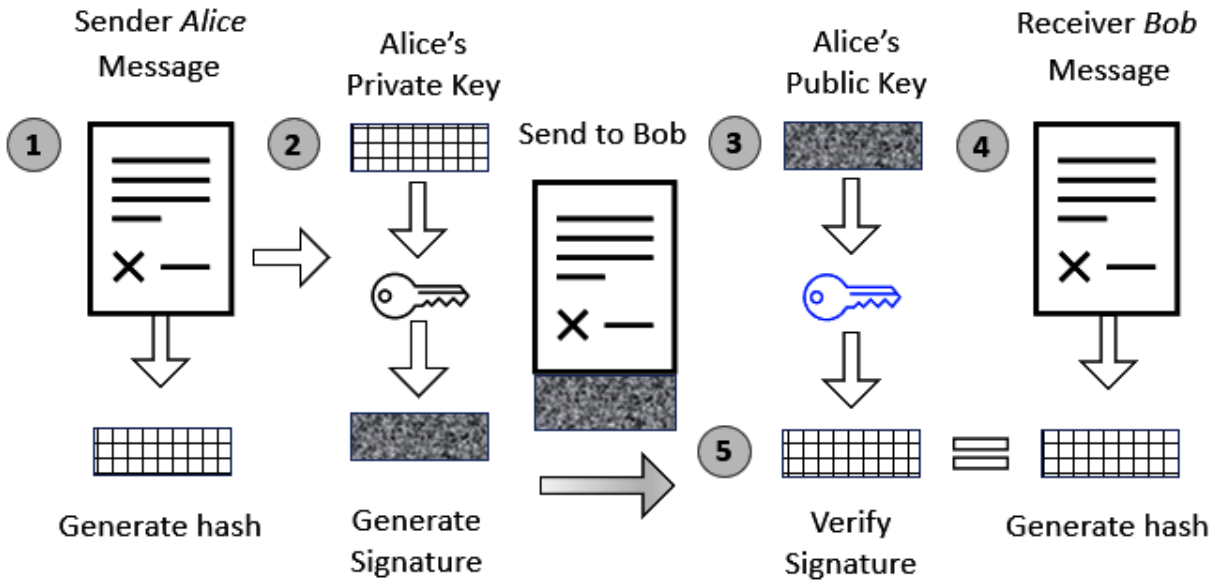 Sender Alice
Message
1
Generate hash
Alice's
Private Key
2
Generate
Signature
Send to Bob
Alice's
Public Key
3
5
Verify
Signature
Receiver Bob
Message
4
Generate hash